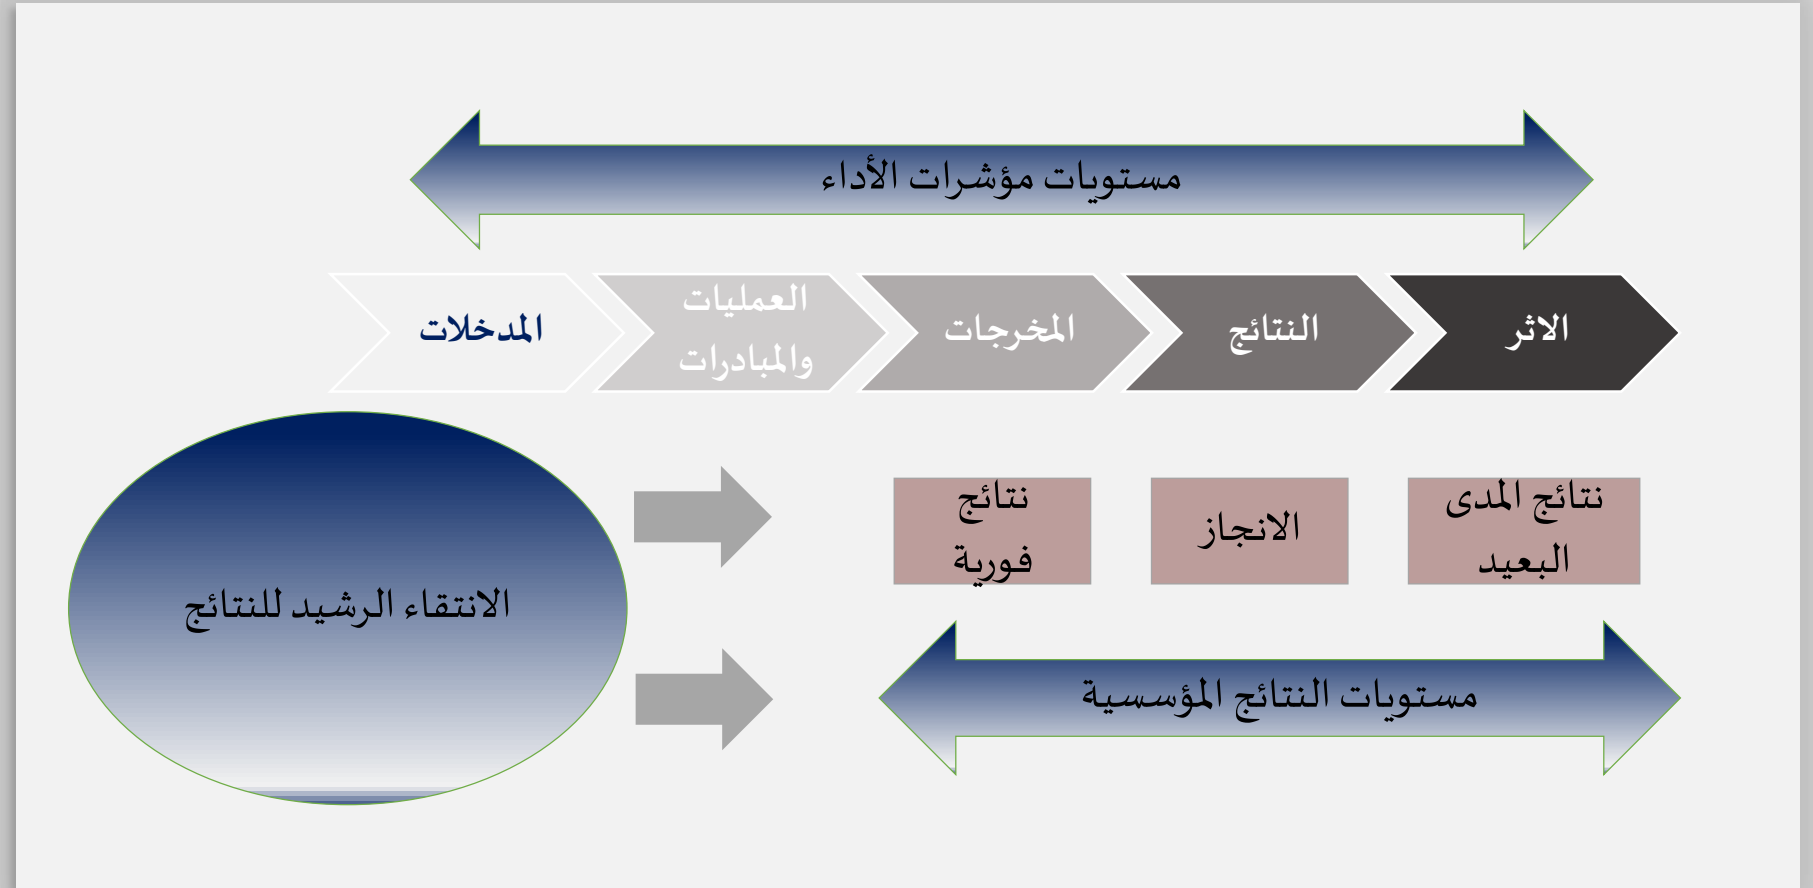 مستويات مؤشرات الأداء
المدخلات
العمليات
والمبادرات
المخرجات
النتائج
الاثر
نتائج
فورية
الانجاز
نتائج المدى
البعيد
الانتقاء الرشيد للنتائج
مستويات النتائج المؤسسية